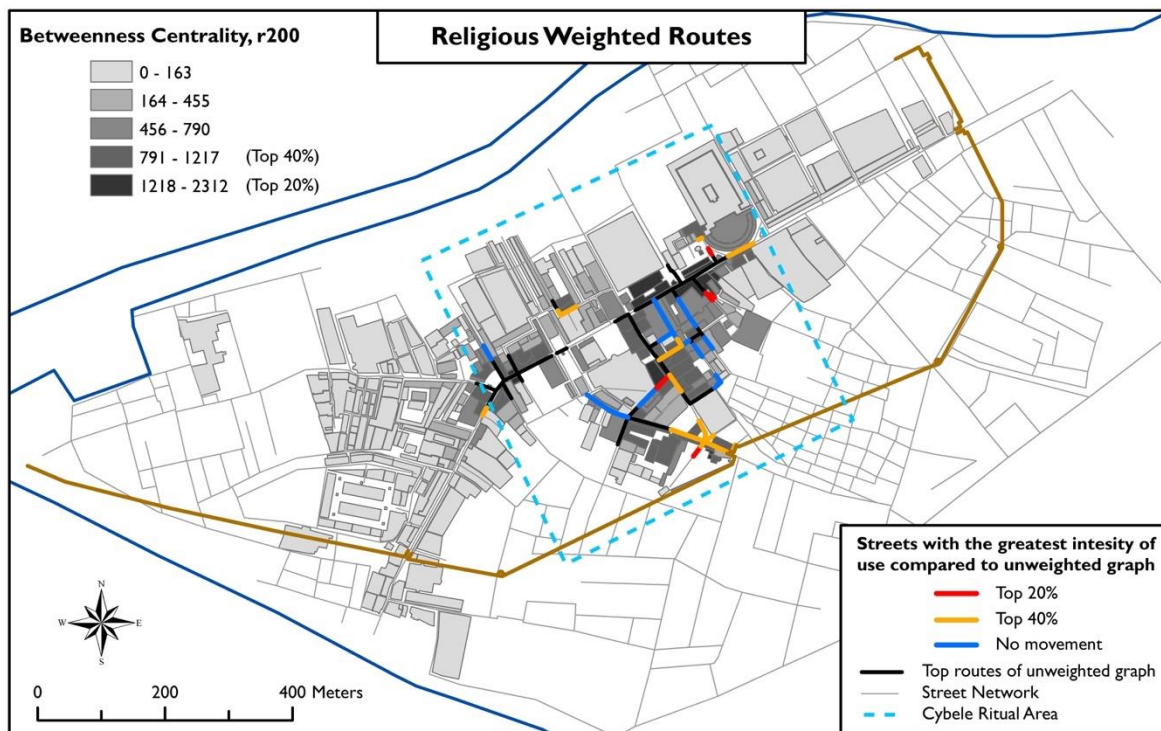 Religious Weighted Routes
Betweenness Centrality, r200
0 - 163
164 - 455
456 - 790
791 - 1217 (Top 40%)
1218 - 2312 (Top 20%)
N
W E
S
0 200 400 Meters
Streets with the greatest intesity of
use compared to unweighted graph
Top 20%
Top 40%
No movement
Top routes of unweighted graph
Street Network
Cybele Ritual Area